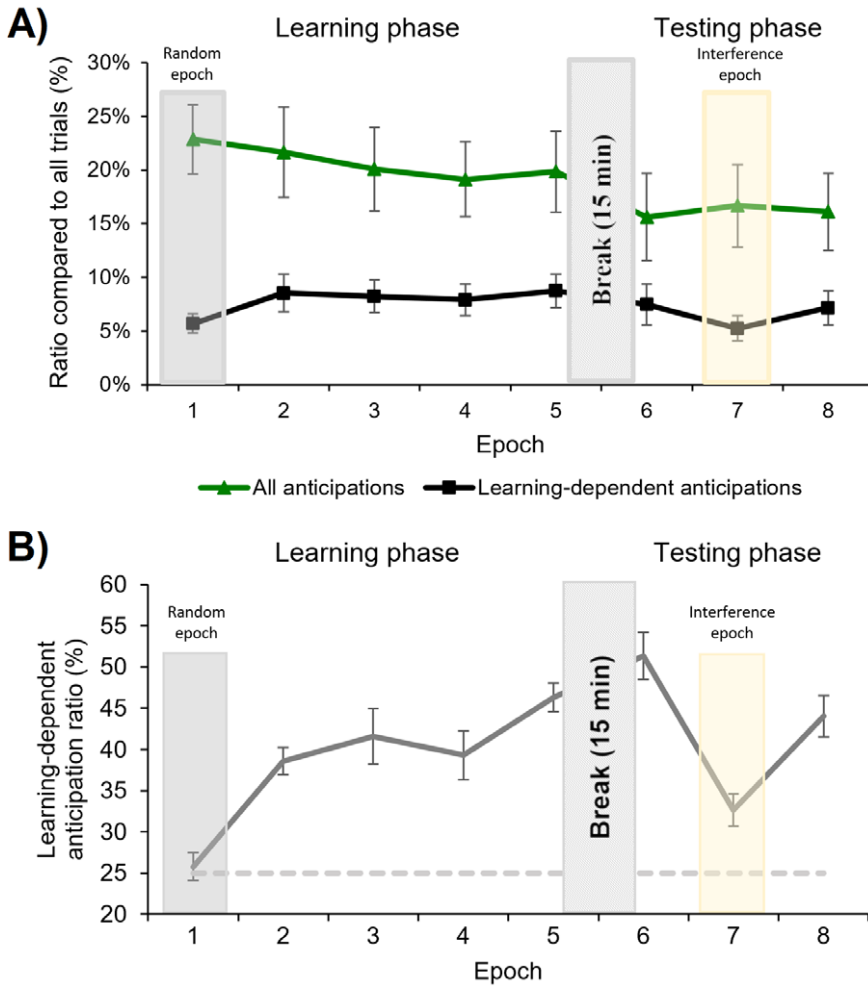 A)
Learning phase
Testing phase
Random
epoch
Interference
epoch
Ratio compared to all trials (%)
30%
25%
20%
15%
10%
5%
0%
Break (15 min)
1 2 3 4 5 6 7 8
Epoch
All anticipations
Learning-dependent anticipations
B)
Learning phase
Testing phase
Random
epoch
Interference
epoch
Learning-dependent
anticipation ratio (%)
60
55
50
45
40
35
30
25
20
Break (15 min)
1 2 3 4 5 6 7 8
Epoch